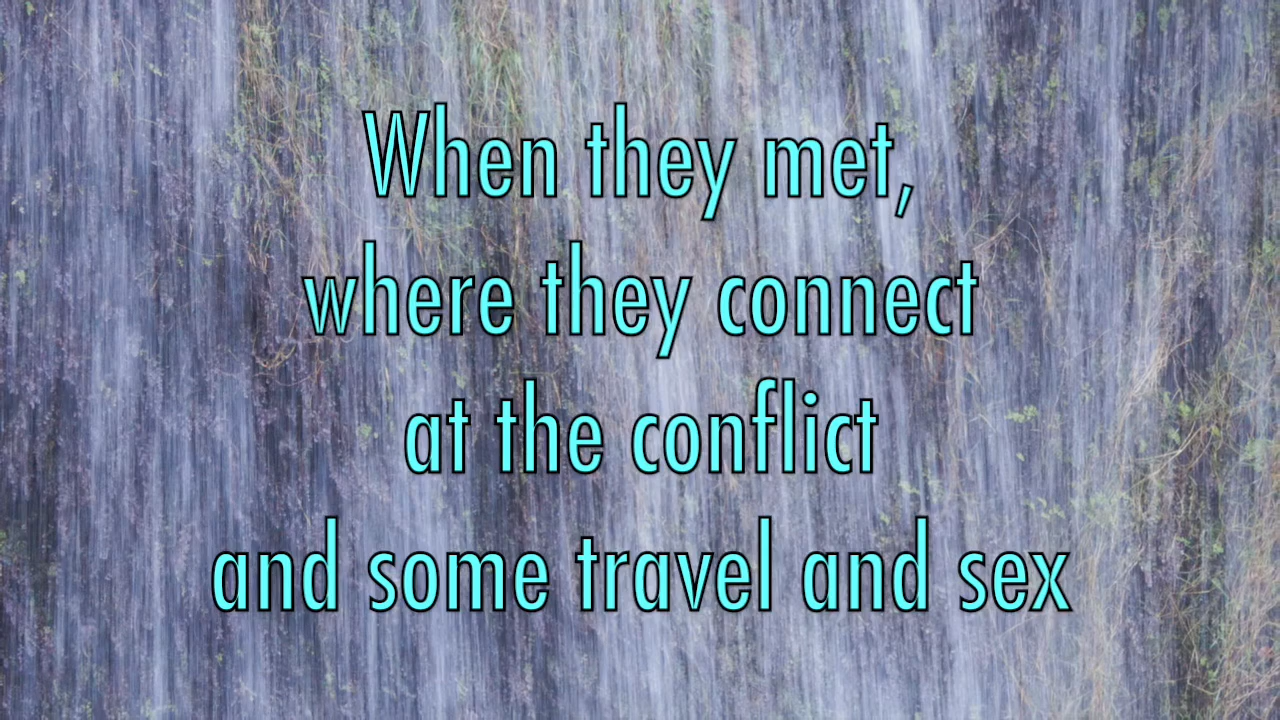 When they met,
where they connect
at the conflict
and some travel and sex